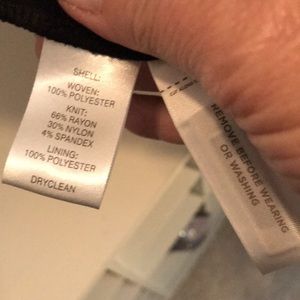 SHELL:
WOVEN:
100% POLYESTER
KNIT:
66% RAYON
30% NYLON
4% SPANDEX
LINING:
100% POLYESTER
DRYCLEAN
REMOVE BEFORE WEARING
OR WASHING